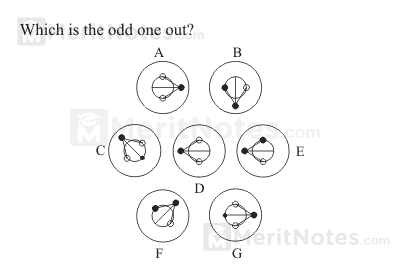 Which is the odd one out?
MeritNotes.com
A B
MeritNotes.com
C E
D
F G
MeritNotes.com